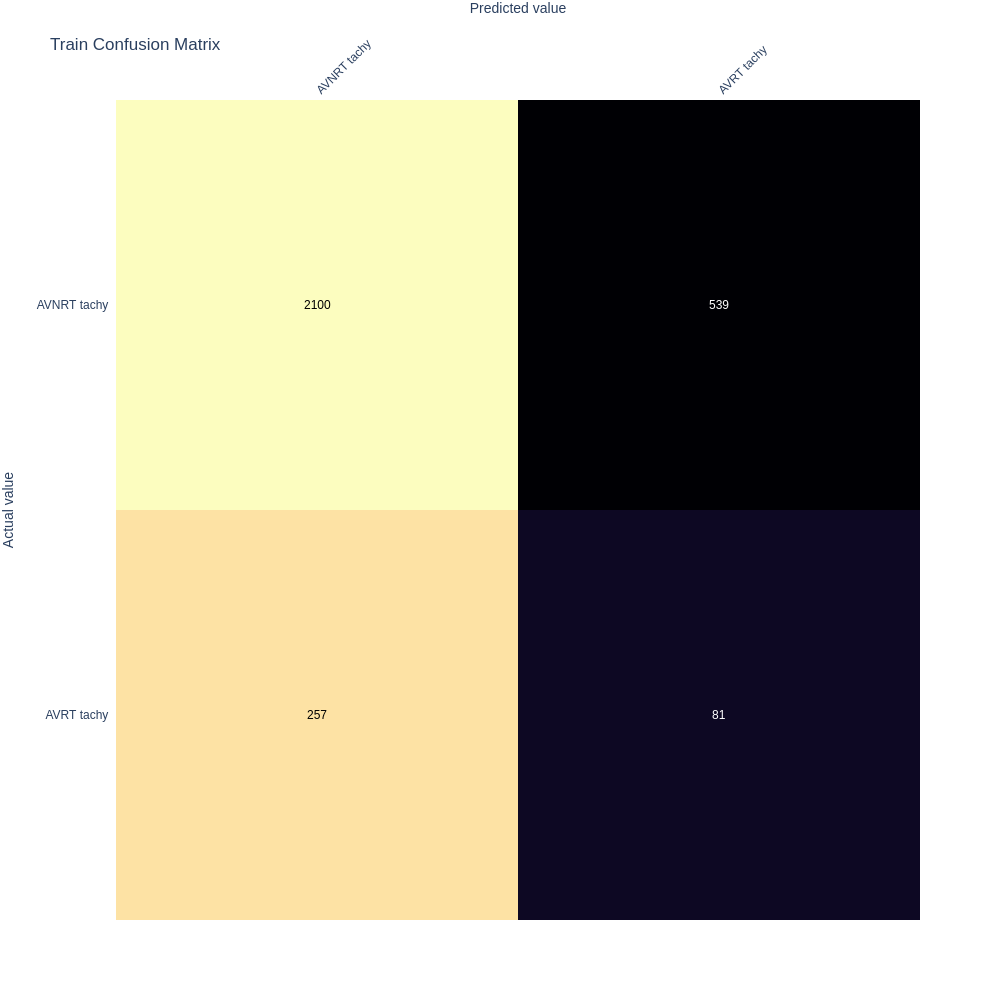 Predicted value
Train Confusion Matrix
AVNRT tachy
AVRT tachy
AVNRT tachy
2100
539
Actual value
AVRT tachy
257
81